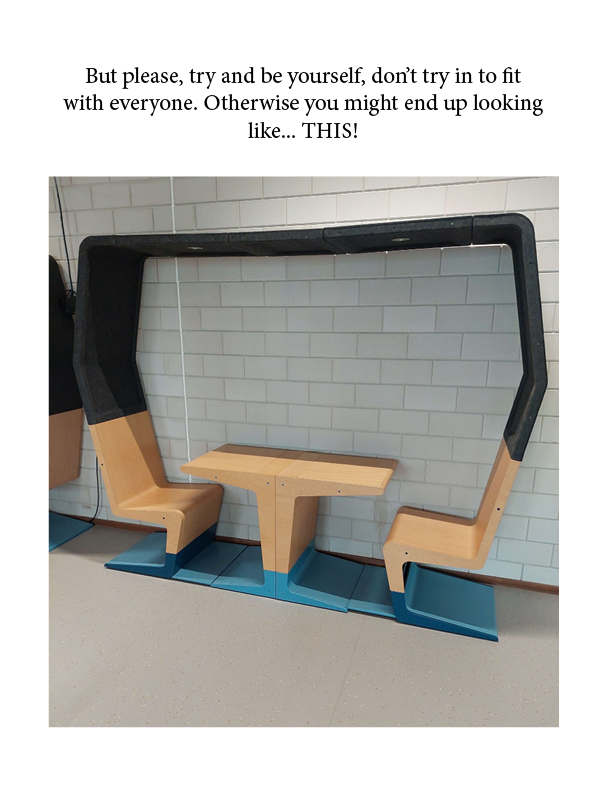 But please, try and be yourself, don’t try in to fit
with everyone. Otherwise you might end up looking
like... THIS!